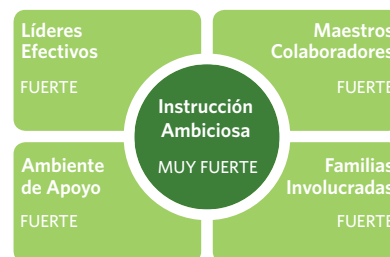 Líderes
Efectivos
FUERTE
Maestros
Colaboradores
FUERTE
Instrucción
Ambiciosa
MUY FUERTE
Ambiente
de Apoyo
FUERTE
Familias
Involucradas
FUERTE